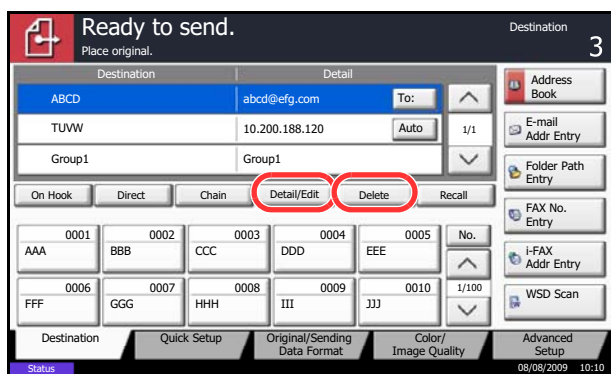 Ready to send.
Destination
Place original.
3
Destination Detail
ABCD abcd@efg.com To:
TUVW 10.200.188.120 Auto 1/1
Group1 Group1
Address
Book
E-mail
Addr Entry
Folder Path
Entry
FAX No.
Entry
i-FAX
Addr Entry
WSD Scan
On Hook Direct Chain Detail/Edit Delete Recall
0001 0002 0003 0004 0005 No.
AAA BBB CCC DDD EEE
0006 0007 0008 0009 0010 1/100
FFF GGG HHH III JJJ
Destination Quick Setup Original/Sending
Data Format Color/
Image Quality Advanced
Setup
Status 08/08/2009 10:10